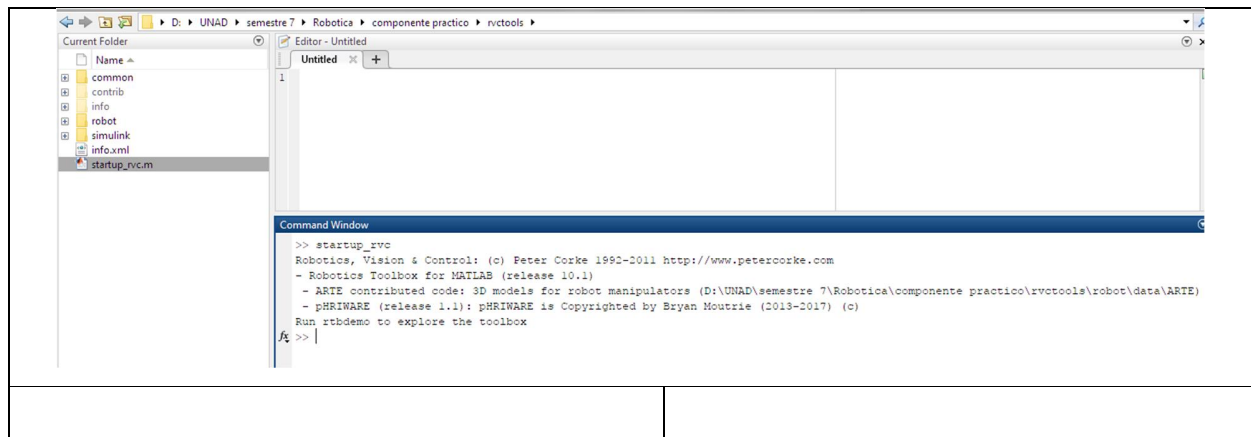 D: ▸ UNAD ▸ semestre 7 ▸ Robotica ▸ componente practico ▸ rvctools ▸
Current Folder
Name
common
contrib
info
robot
simulink
info.xml
startup_rvc.m
Editor - Untitled
Untitled
1
Command Window
>> startup_rvc
Robotics, Vision & Control: (c) Peter Corke 1992-2011 http://www.petercorke.com
- Robotics Toolbox for MATLAB (release 10.1)
- ARTE contributed code: 3D models for robot manipulators (D:\UNAD\semestre 7\Robotica\componente practico\rvctools\robot\data\ARTE)
- pHRIWARE (release 1.1): pHRIWARE is Copyrighted by Bryan Moutrie (2013-2017) (c)
Run rtbdemo to explore the toolbox
fx >>